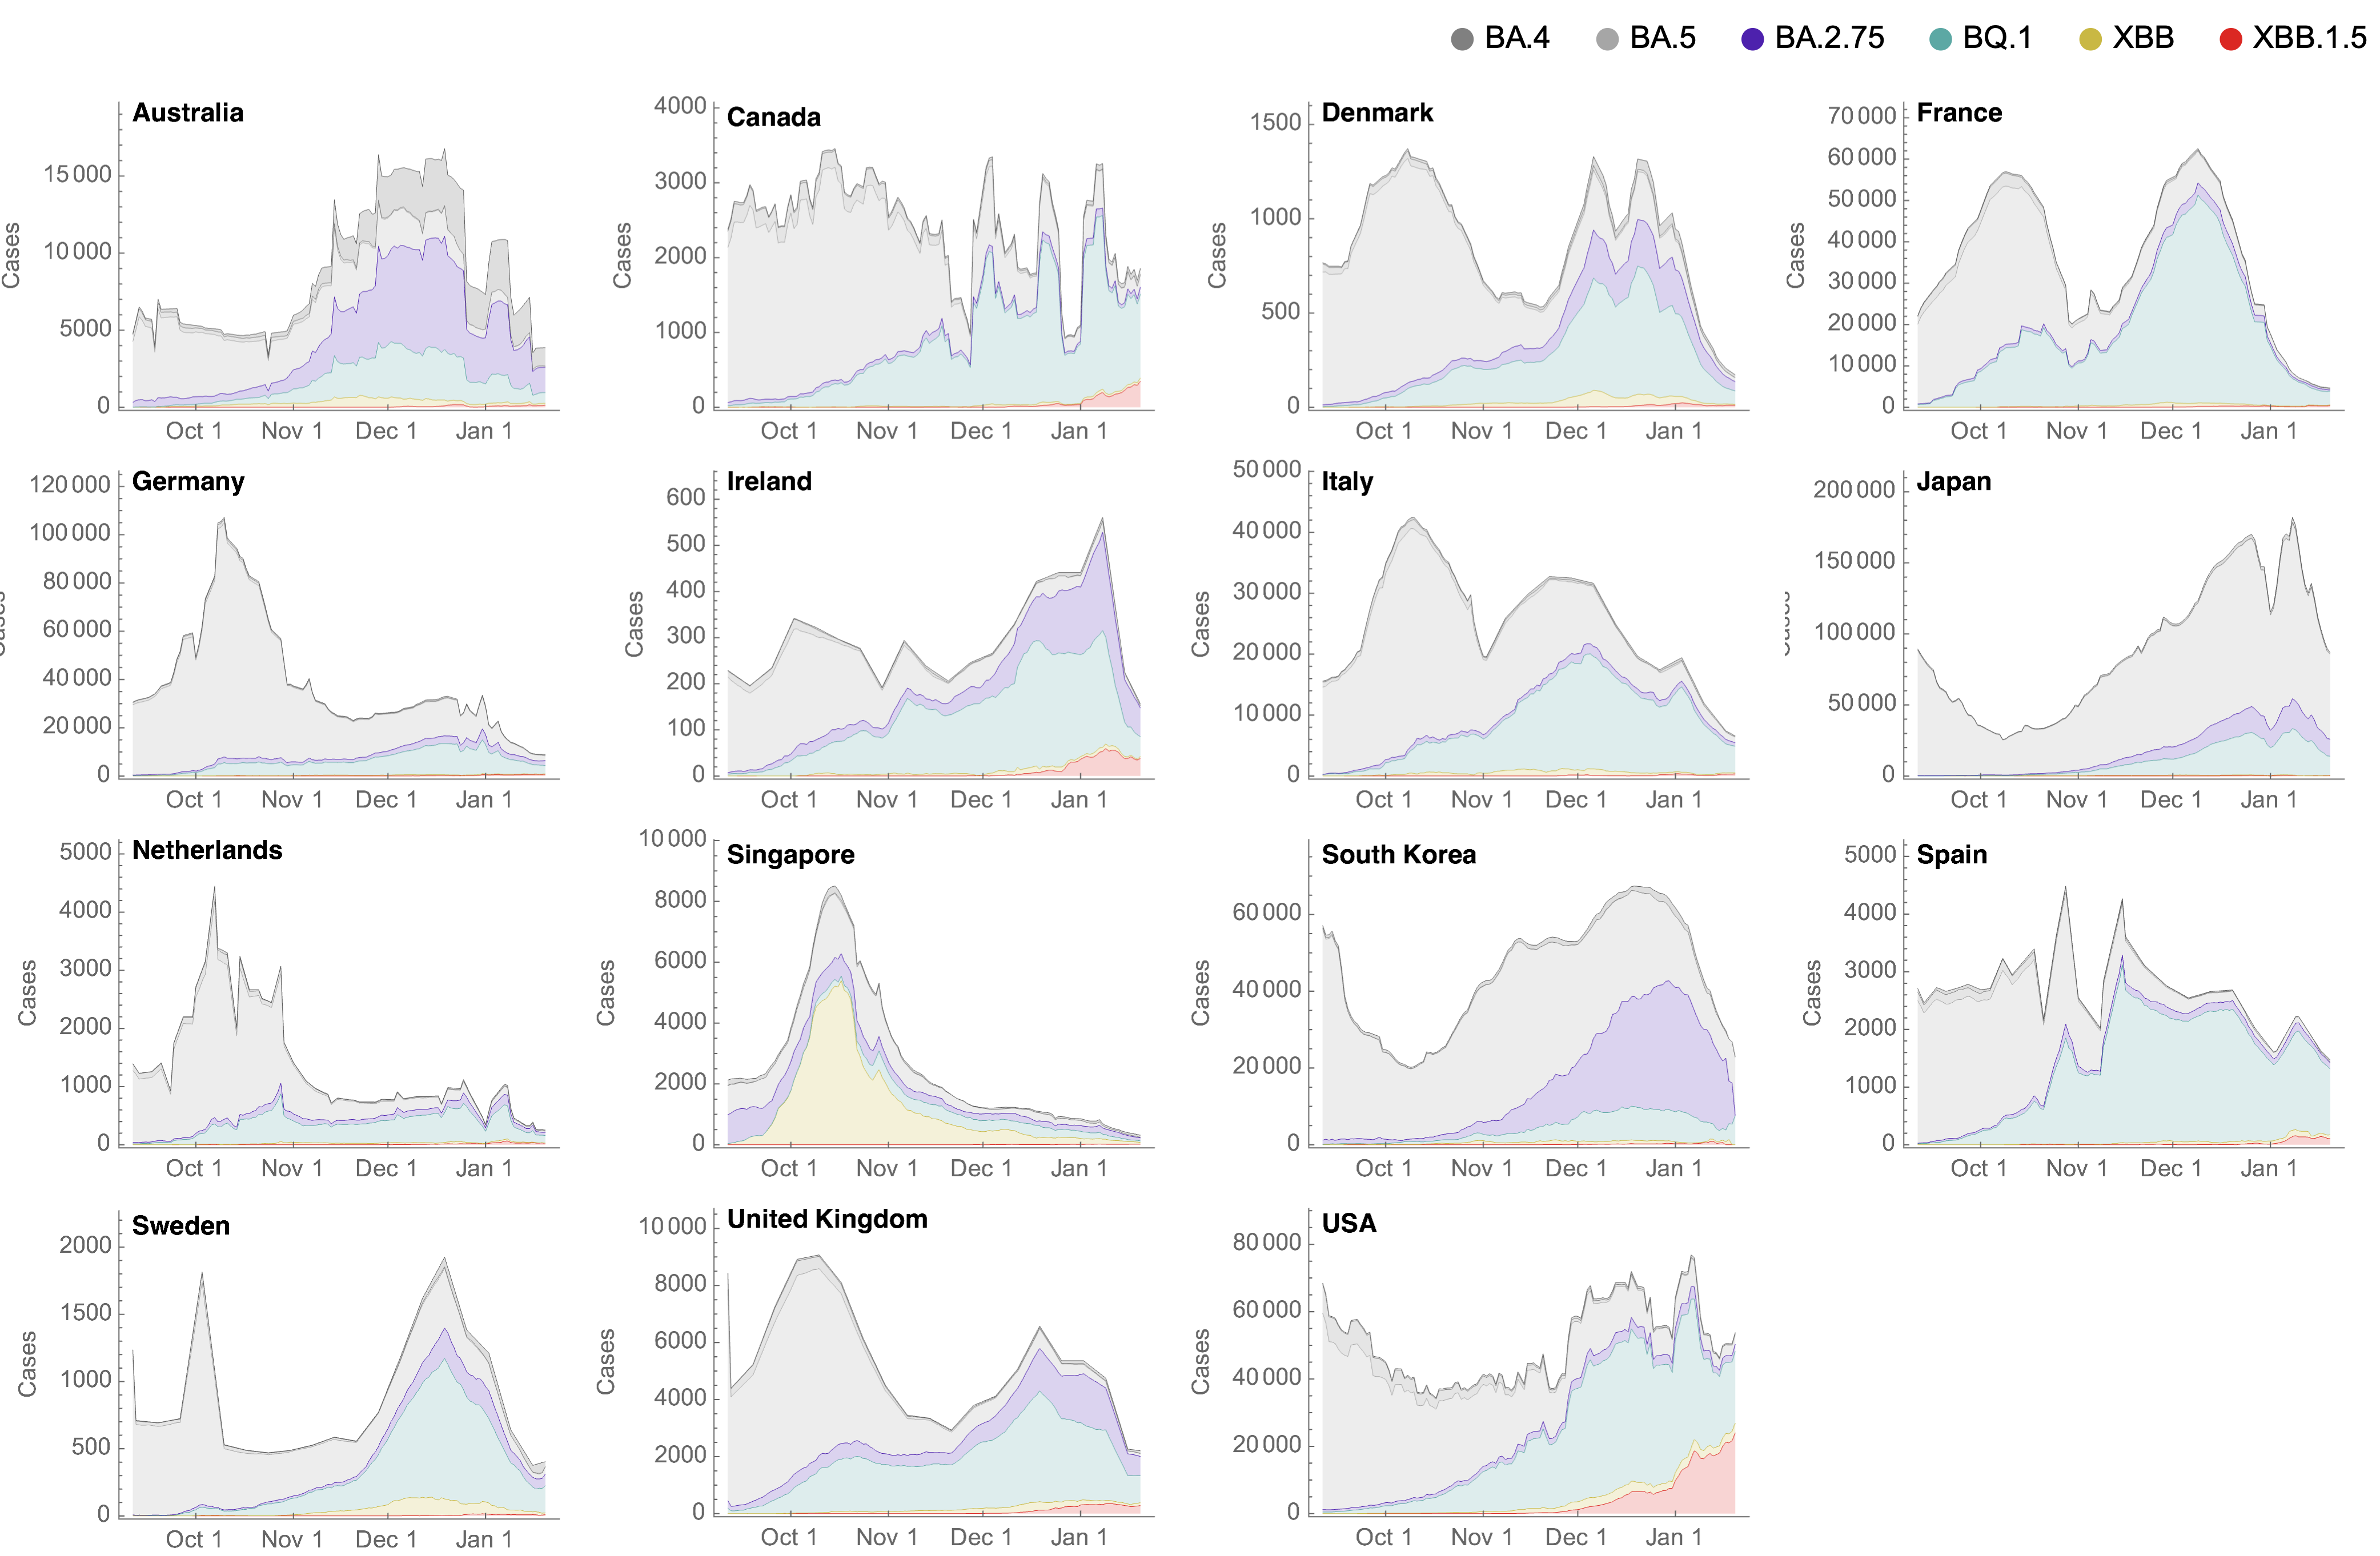 BA.4 BA.5 BA.2.75 BQ.1 XBB XBB.1.5
Australia
Cases
15 000
10 000
5000
0
Oct 1 Nov 1 Dec 1 Jan 1
Canada
Cases
4000
3000
2000
1000
0
Oct 1 Nov 1 Dec 1 Jan 1
Denmark
Cases
1500
1000
500
0
Oct 1 Nov 1 Dec 1 Jan 1
France
Cases
70 000
60 000
50 000
40 000
30 000
20 000
10 000
0
Oct 1 Nov 1 Dec 1 Jan 1
Germany
120 000
100 000
80 000
60 000
40 000
20 000
0
Oct 1 Nov 1 Dec 1 Jan 1
Ireland
Cases
600
500
400
300
200
100
0
Oct 1 Nov 1 Dec 1 Jan 1
Italy
Cases
50 000
40 000
30 000
20 000
10 000
0
Oct 1 Nov 1 Dec 1 Jan 1
Japan
200 000
150 000
100 000
50 000
0
Oct 1 Nov 1 Dec 1 Jan 1
Netherlands
Cases
5000
4000
3000
2000
1000
0
Oct 1 Nov 1 Dec 1 Jan 1
Singapore
Cases
10 000
8000
6000
4000
2000
0
Oct 1 Nov 1 Dec 1 Jan 1
South Korea
Cases
60 000
40 000
20 000
0
Oct 1 Nov 1 Dec 1 Jan 1
Spain
Cases
5000
4000
3000
2000
1000
0
Oct 1 Nov 1 Dec 1 Jan 1
Sweden
Cases
2000
1500
1000
500
0
Oct 1 Nov 1 Dec 1 Jan 1
United Kingdom
Cases
10 000
8000
6000
4000
2000
0
Oct 1 Nov 1 Dec 1 Jan 1
USA
Cases
80 000
60 000
40 000
20 000
0
Oct 1 Nov 1 Dec 1 Jan 1